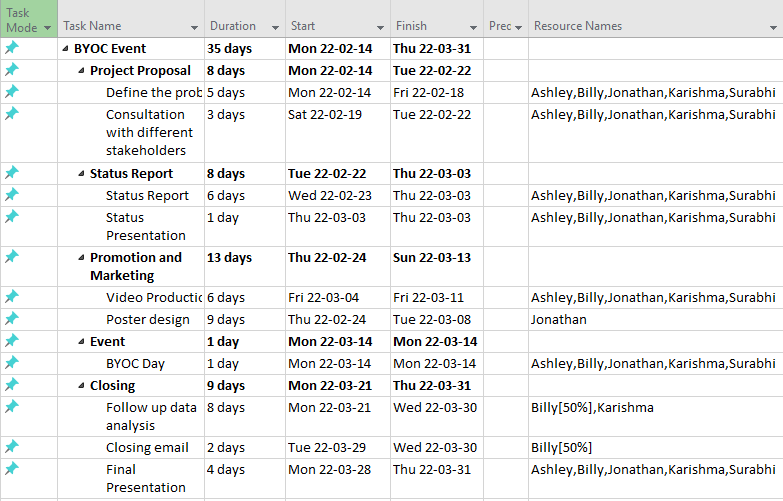 Task Mode Task Name Duration Start Finish Prec Resource Names
BYOC Event 35 days Mon 22-02-14 Thu 22-03-31
Project Proposal 8 days Mon 22-02-14 Tue 22-02-22
Define the prob 5 days Mon 22-02-14 Fri 22-02-18 Ashley,Billy,Jonathan,Karishma,Surabhi
Consultation 3 days Sat 22-02-19 Tue 22-02-22 Ashley,Billy,Jonathan,Karishma,Surabhi
with different
stakeholders
Status Report 8 days Tue 22-02-22 Thu 22-03-03
Status Report 6 days Wed 22-02-23 Thu 22-03-03 Ashley,Billy,Jonathan,Karishma,Surabhi
Status 1 day Thu 22-03-03 Thu 22-03-03 Ashley,Billy,Jonathan,Karishma,Surabhi
Presentation
Promotion and 13 days Thu 22-02-24 Sun 22-03-13
Marketing
Video Productio 6 days Fri 22-03-04 Fri 22-03-11 Ashley,Billy,Jonathan,Karishma,Surabhi
Poster design 9 days Thu 22-02-24 Tue 22-03-08 Jonathan
Event 1 day Mon 22-03-14 Mon 22-03-14
BYOC Day 1 day Mon 22-03-14 Mon 22-03-14 Ashley,Billy,Jonathan,Karishma,Surabhi
Closing 9 days Mon 22-03-21 Thu 22-03-31
Follow up data 8 days Mon 22-03-21 Wed 22-03-30 Billy[50%],Karishma
analysis
Closing email 2 days Tue 22-03-29 Wed 22-03-30 Billy[50%]
Final 4 days Mon 22-03-28 Thu 22-03-31 Ashley,Billy,Jonathan,Karishma,Surabhi
Presentation